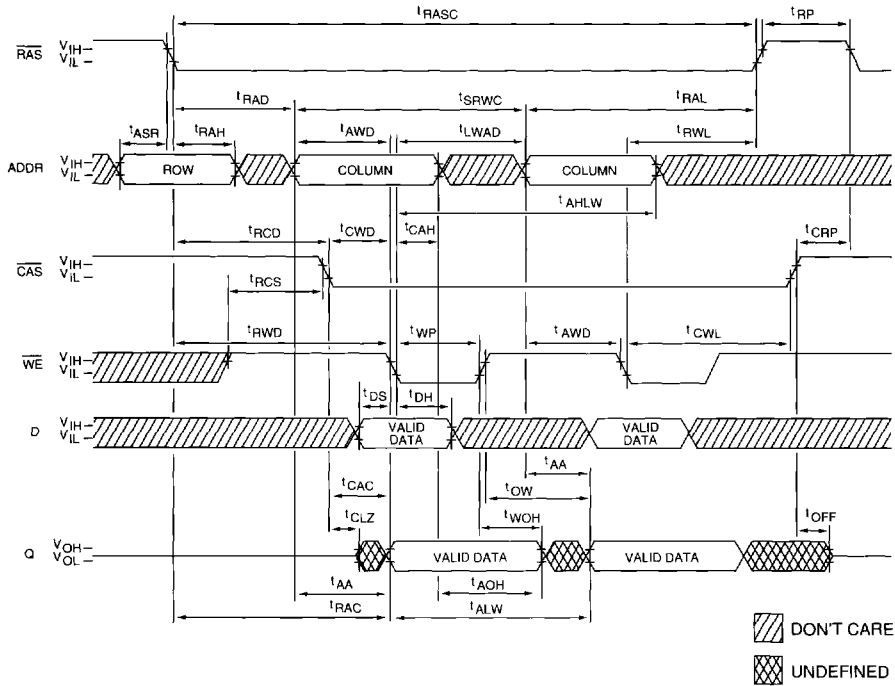 tRASC
tRP
RAS
VIH
VIL
tRAD
tSRWC
tRAL
tASR
tRAH
tAWD
tLWAD
tRWL
ADDR
VIH
VIL
ROW
COLUMN
COLUMN
tAHLW
tRCD
tCWD
tCAH
tCRP
CAS
VIH
VIL
tRCS
tRWD
tWP
tAWD
tCWL
WE
VIH
VIL
tDS
tDH
D
VIH
VIL
VALID
DATA
VALID
DATA
tAA
tCAC
tOW
tCLZ
tWOH
tOFF
Q
VOH
VOL
VALID DATA
VALID DATA
tAA
tAOH
tRAC
tALW
DON'T CARE
UNDEFINED